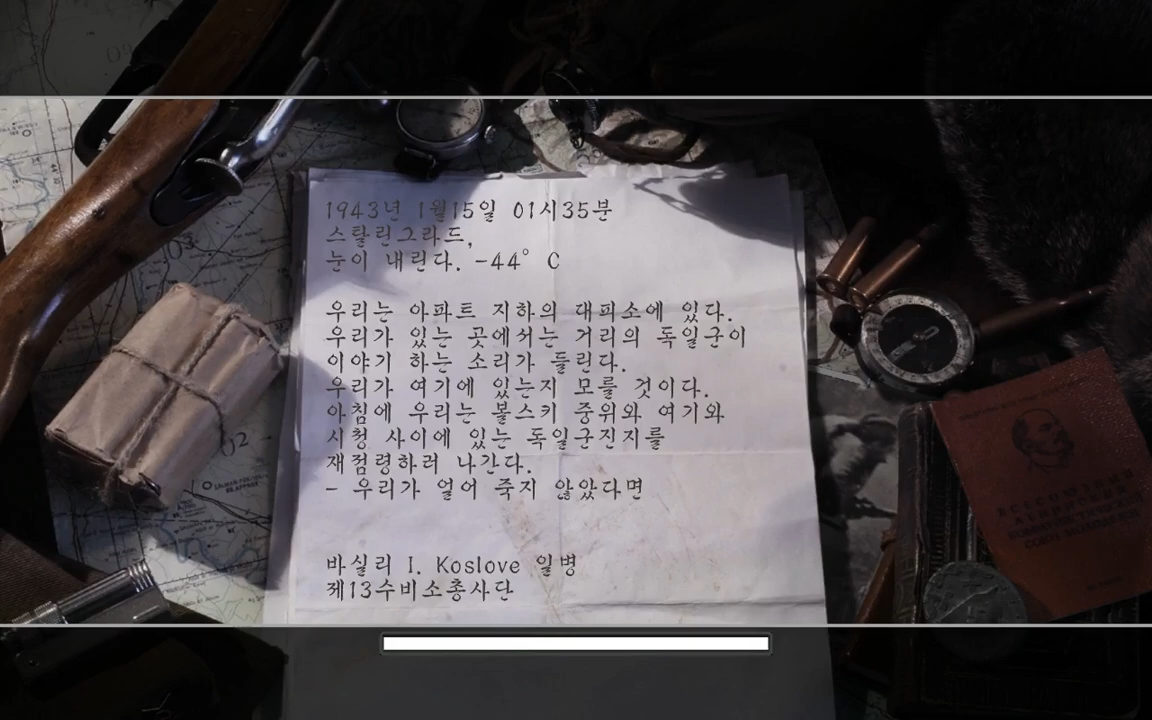 1943년 1월15일 01시35분
스탈린그라드,
눈이 내린다. -44° C
우리는 아파트 지하의 대피소에 있다.
우리가 있는 곳에서는 거리의 독일군이
이야기 하는 소리가 들린다.
우리가 여기에 있는지 모를 것이다.
아침에 우리는 볼스키 중위와 여기와
시청 사이에 있는 독일군진지를
재점령하러 나간다.
- 우리가 얼어 죽지 않았다면
바실리 I. Koslove 일병
제13수비소총사단